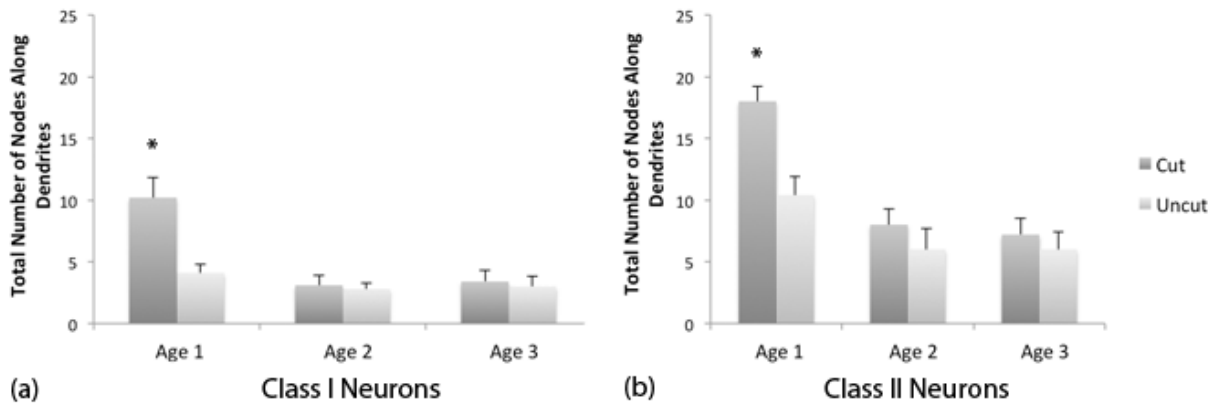 Total Number of Nodes Along
Dendrites
25
20
15
10
5
0
*
Age 1
Age 2
Age 3
(a)
Class I Neurons
Total Number of Nodes Along
Dendrites
25
20
15
10
5
0
*
Age 1
Age 2
Age 3
(b)
Class II Neurons
Cut
Uncut